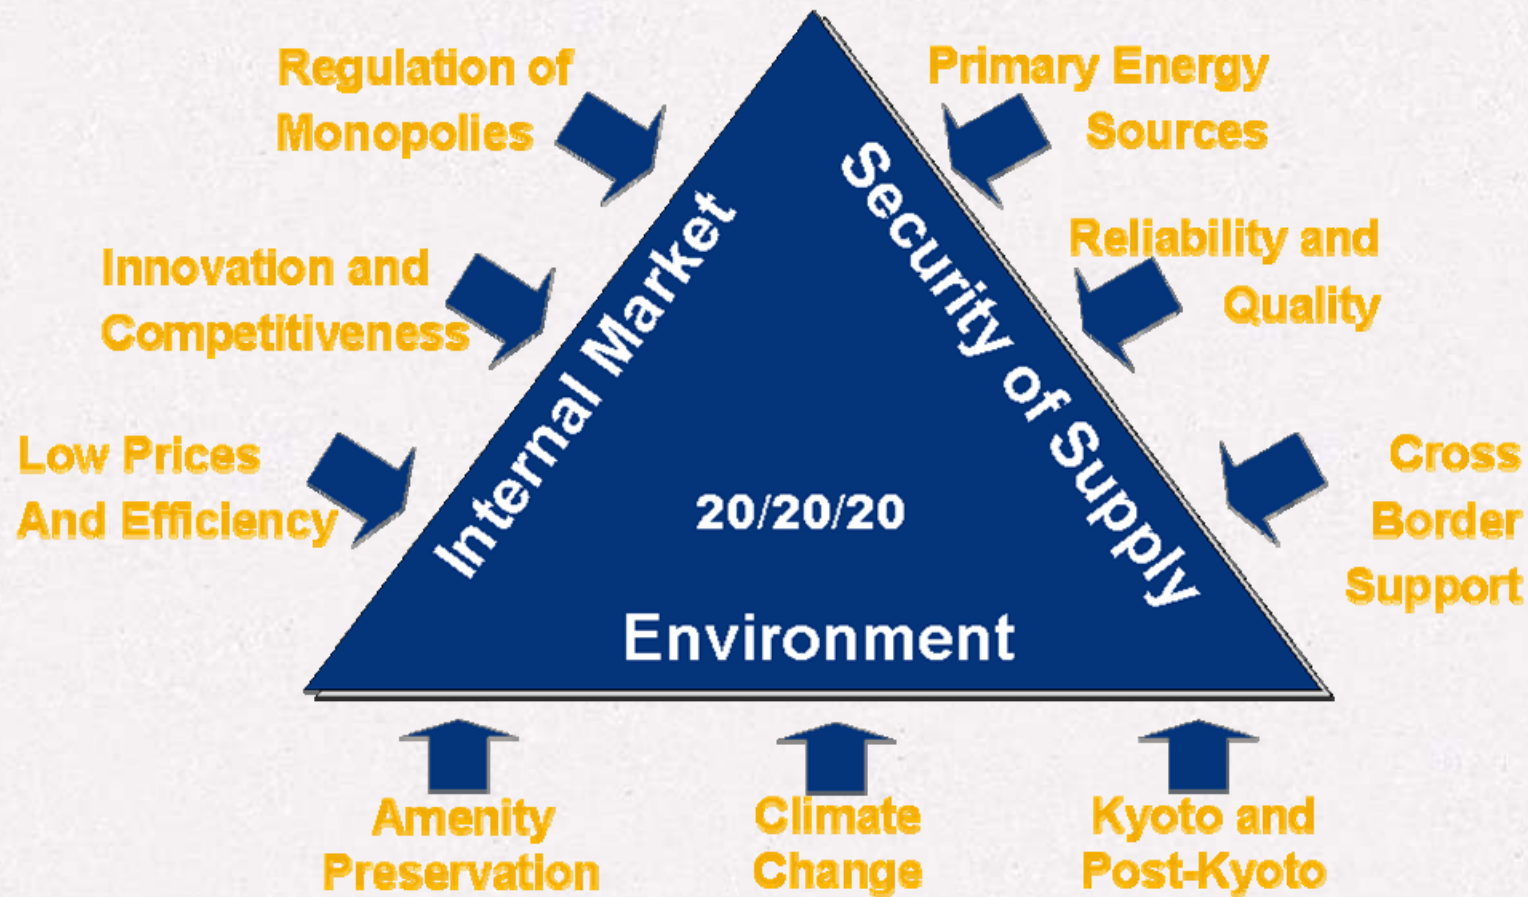 Regulation of
Monopolies
Primary Energy
Sources
Innovation and
Competitiveness
Reliability and
Quality
Low Prices
And Efficiency
Cross
Border
Support
Internal Market
Security of Supply
20/20/20
Environment
Amenity
Preservation
Climate
Change
Kyoto and
Post-Kyoto